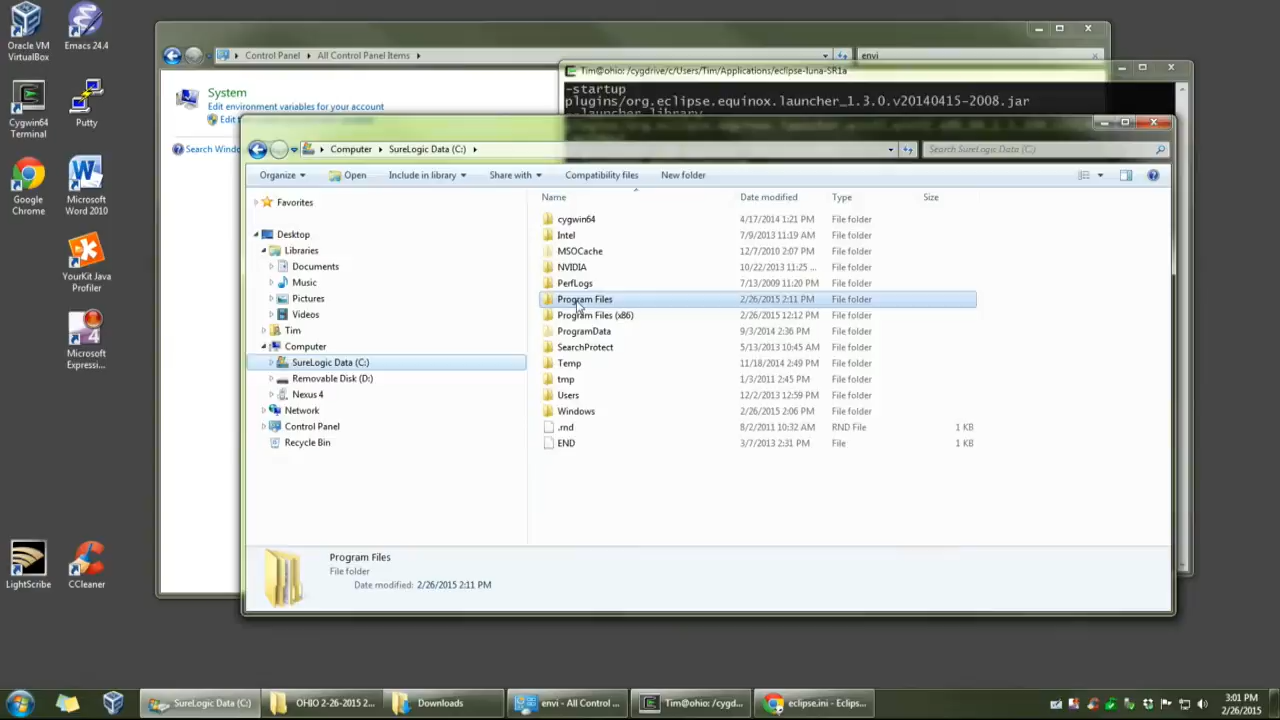 Oracle VM
VirtualBox
Emacs 24.4
Cygwin64
Terminal
Putty
Google
Chrome
Microsoft
Word 2010
YourKit Java
Profiler
Microsoft
Expressi...
LightScribe
CCleaner
Control Panel
All Control Panel Items
envi
System
Edit environment variables for your account
Search Windo
Tim@ohio: /cygdrive/c/Users/Tim/Applications/eclipse-luna-SR1a
-startup
plugins/org.eclipse.equinox.launcher_1.3.0.v20140415-2008.jar
--launcher.library
Computer
SureLogic Data (C:)
Search SureLogic Data (C:)
Organize
Open
Include in library
Share with
Compatibility files
New folder
Name
Date modified
Type
Size
Favorites
Desktop
Libraries
Documents
Music
Pictures
Videos
Tim
Computer
SureLogic Data (C:)
Removable Disk (D:)
Nexus 4
Network
Control Panel
Recycle Bin
cygwin64 4/17/2014 1:21 PM File folder
Intel 7/9/2013 11:19 AM File folder
MSOCache 12/7/2010 2:07 PM File folder
NVIDIA 10/22/2013 11:25 ... File folder
PerfLogs 7/13/2009 11:20 PM File folder
Program Files 2/26/2015 2:11 PM File folder
Program Files (x86) 2/26/2015 12:12 PM File folder
ProgramData 9/3/2014 2:36 PM File folder
SearchProtect 5/13/2013 10:45 AM File folder
Temp 11/18/2014 2:49 PM File folder
tmp 1/3/2011 2:45 PM File folder
Users 12/2/2013 12:59 PM File folder
Windows 2/26/2015 2:06 PM File folder
.rnd 8/2/2011 10:32 AM RND File 1 KB
END 3/7/2013 2:31 PM File 1 KB
Program Files
File folder
Date modified: 2/26/2015 2:11 PM
SureLogic Data (C:)
OHIO 2-26-2015 2...
Downloads
envi - All Control ...
Tim@ohio: /cygd...
eclipse.ini - Eclips...
3:01 PM
2/26/2015